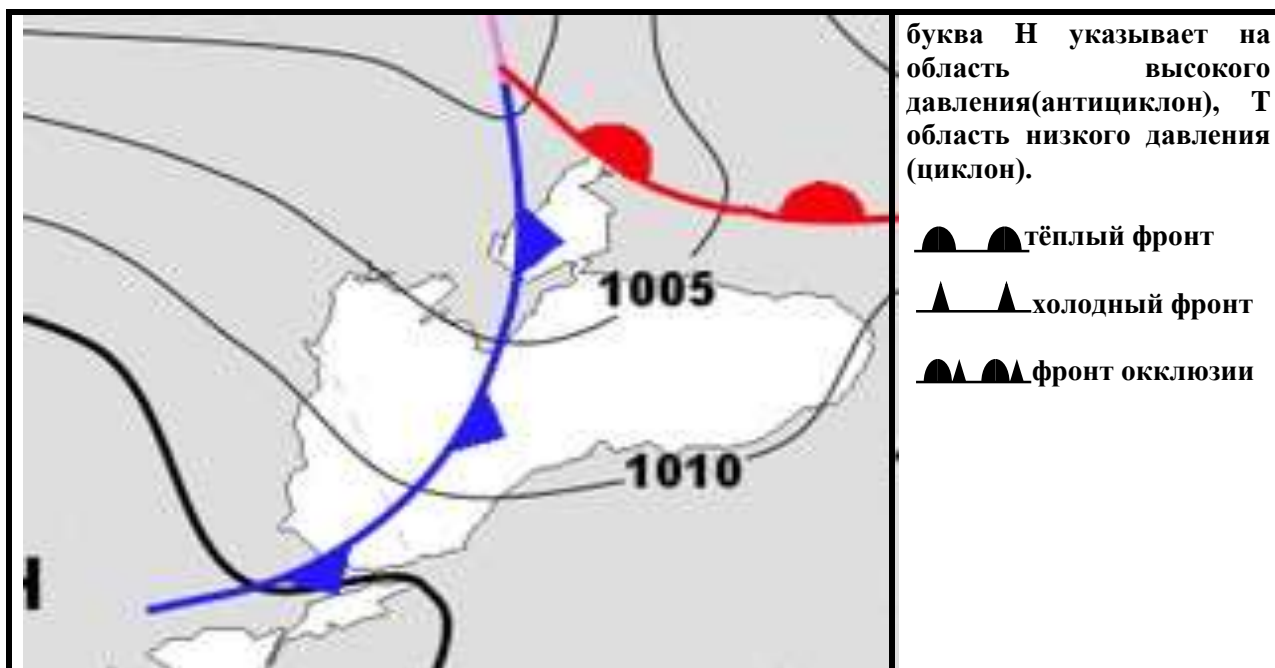 буква Н указывает на
область высокого
давления(антициклон), Т
область низкого давления
(циклон).
тёплый фронт
холодный фронт
фронт окклюзии
1005
1010
H